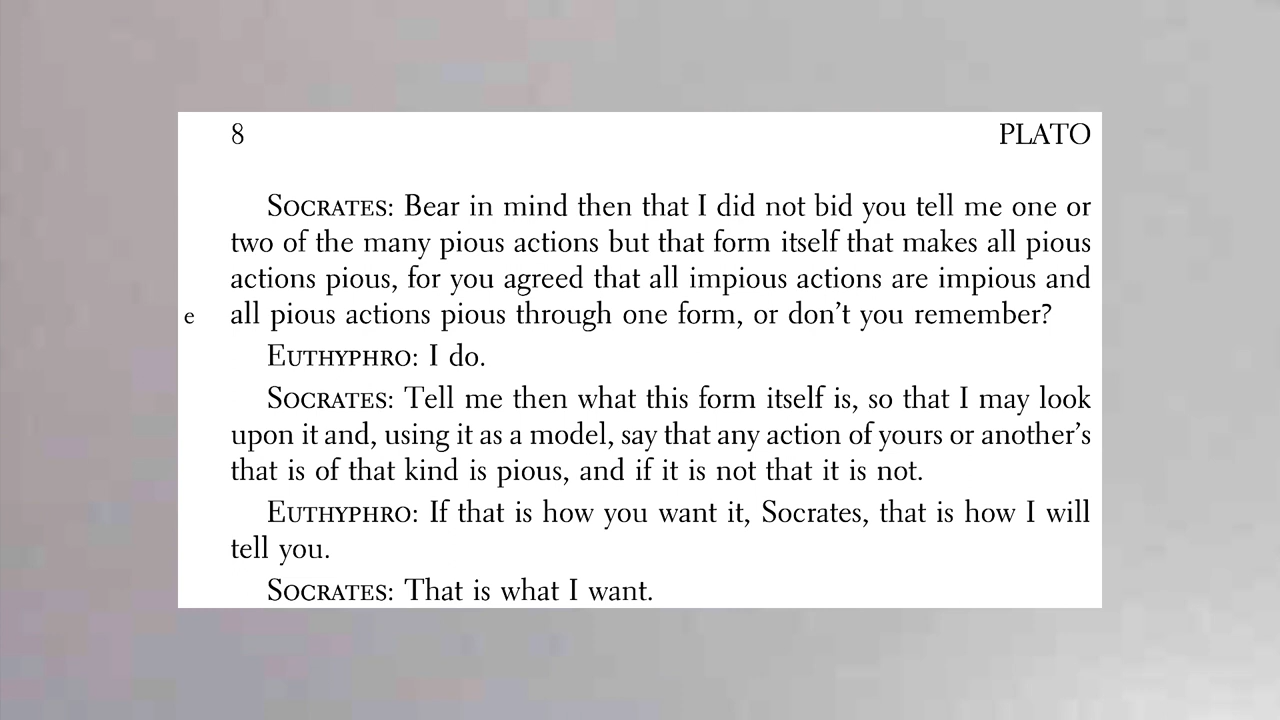 8 PLATO
SOCRATES: Bear in mind then that I did not bid you tell me one or
two of the many pious actions but that form itself that makes all pious
actions pious, for you agreed that all impious actions are impious and
e all pious actions pious through one form, or don’t you remember?
EUTHYPHRO: I do.
SOCRATES: Tell me then what this form itself is, so that I may look
upon it and, using it as a model, say that any action of yours or another’s
that is of that kind is pious, and if it is not that it is not.
EUTHYPHRO: If that is how you want it, Socrates, that is how I will
tell you.
SOCRATES: That is what I want.